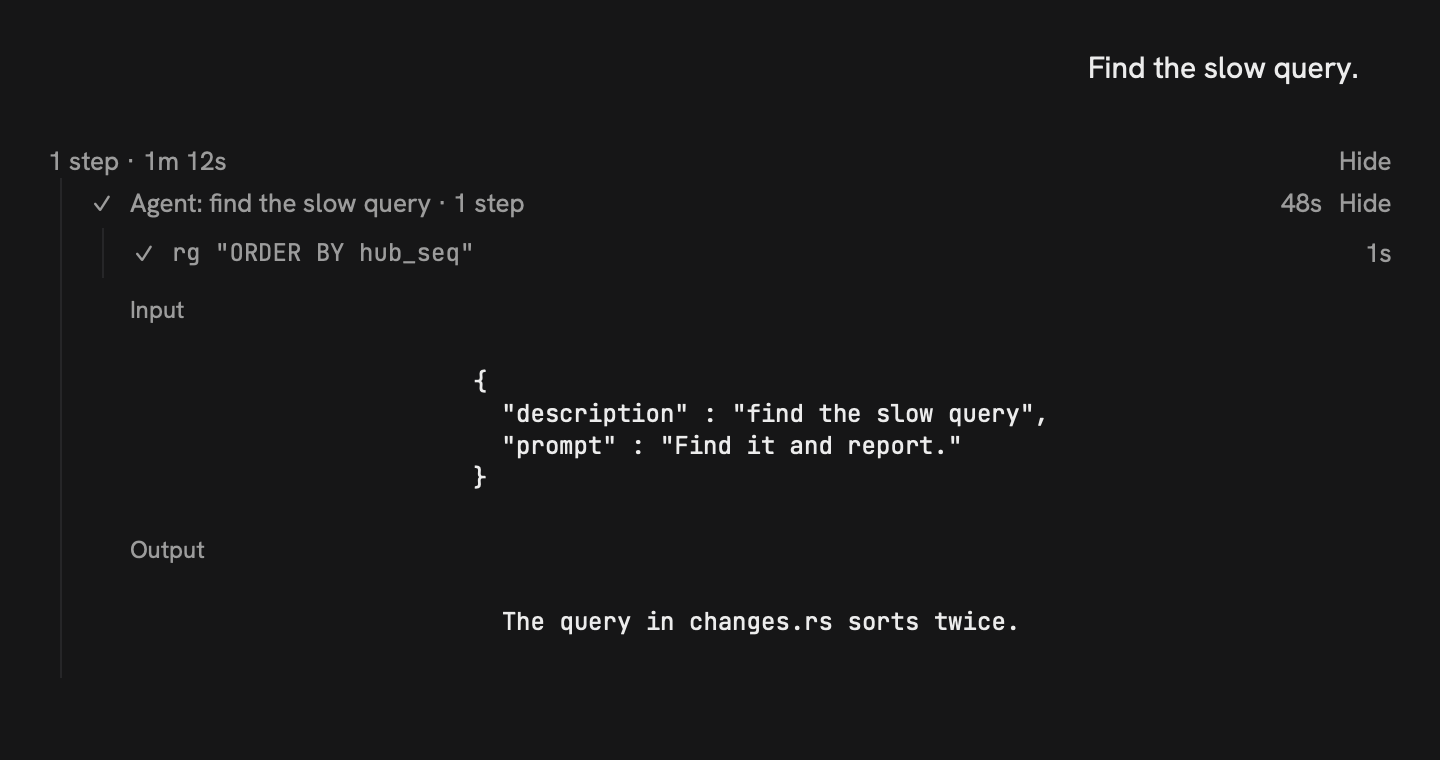 Find the slow query.
1 step · 1m 12s Hide
✓ Agent: find the slow query · 1 step 48s Hide
✓ rg "ORDER BY hub_seq" 1s
Input
{
  "description" : "find the slow query",
  "prompt" : "Find it and report."
}
Output
The query in changes.rs sorts twice.